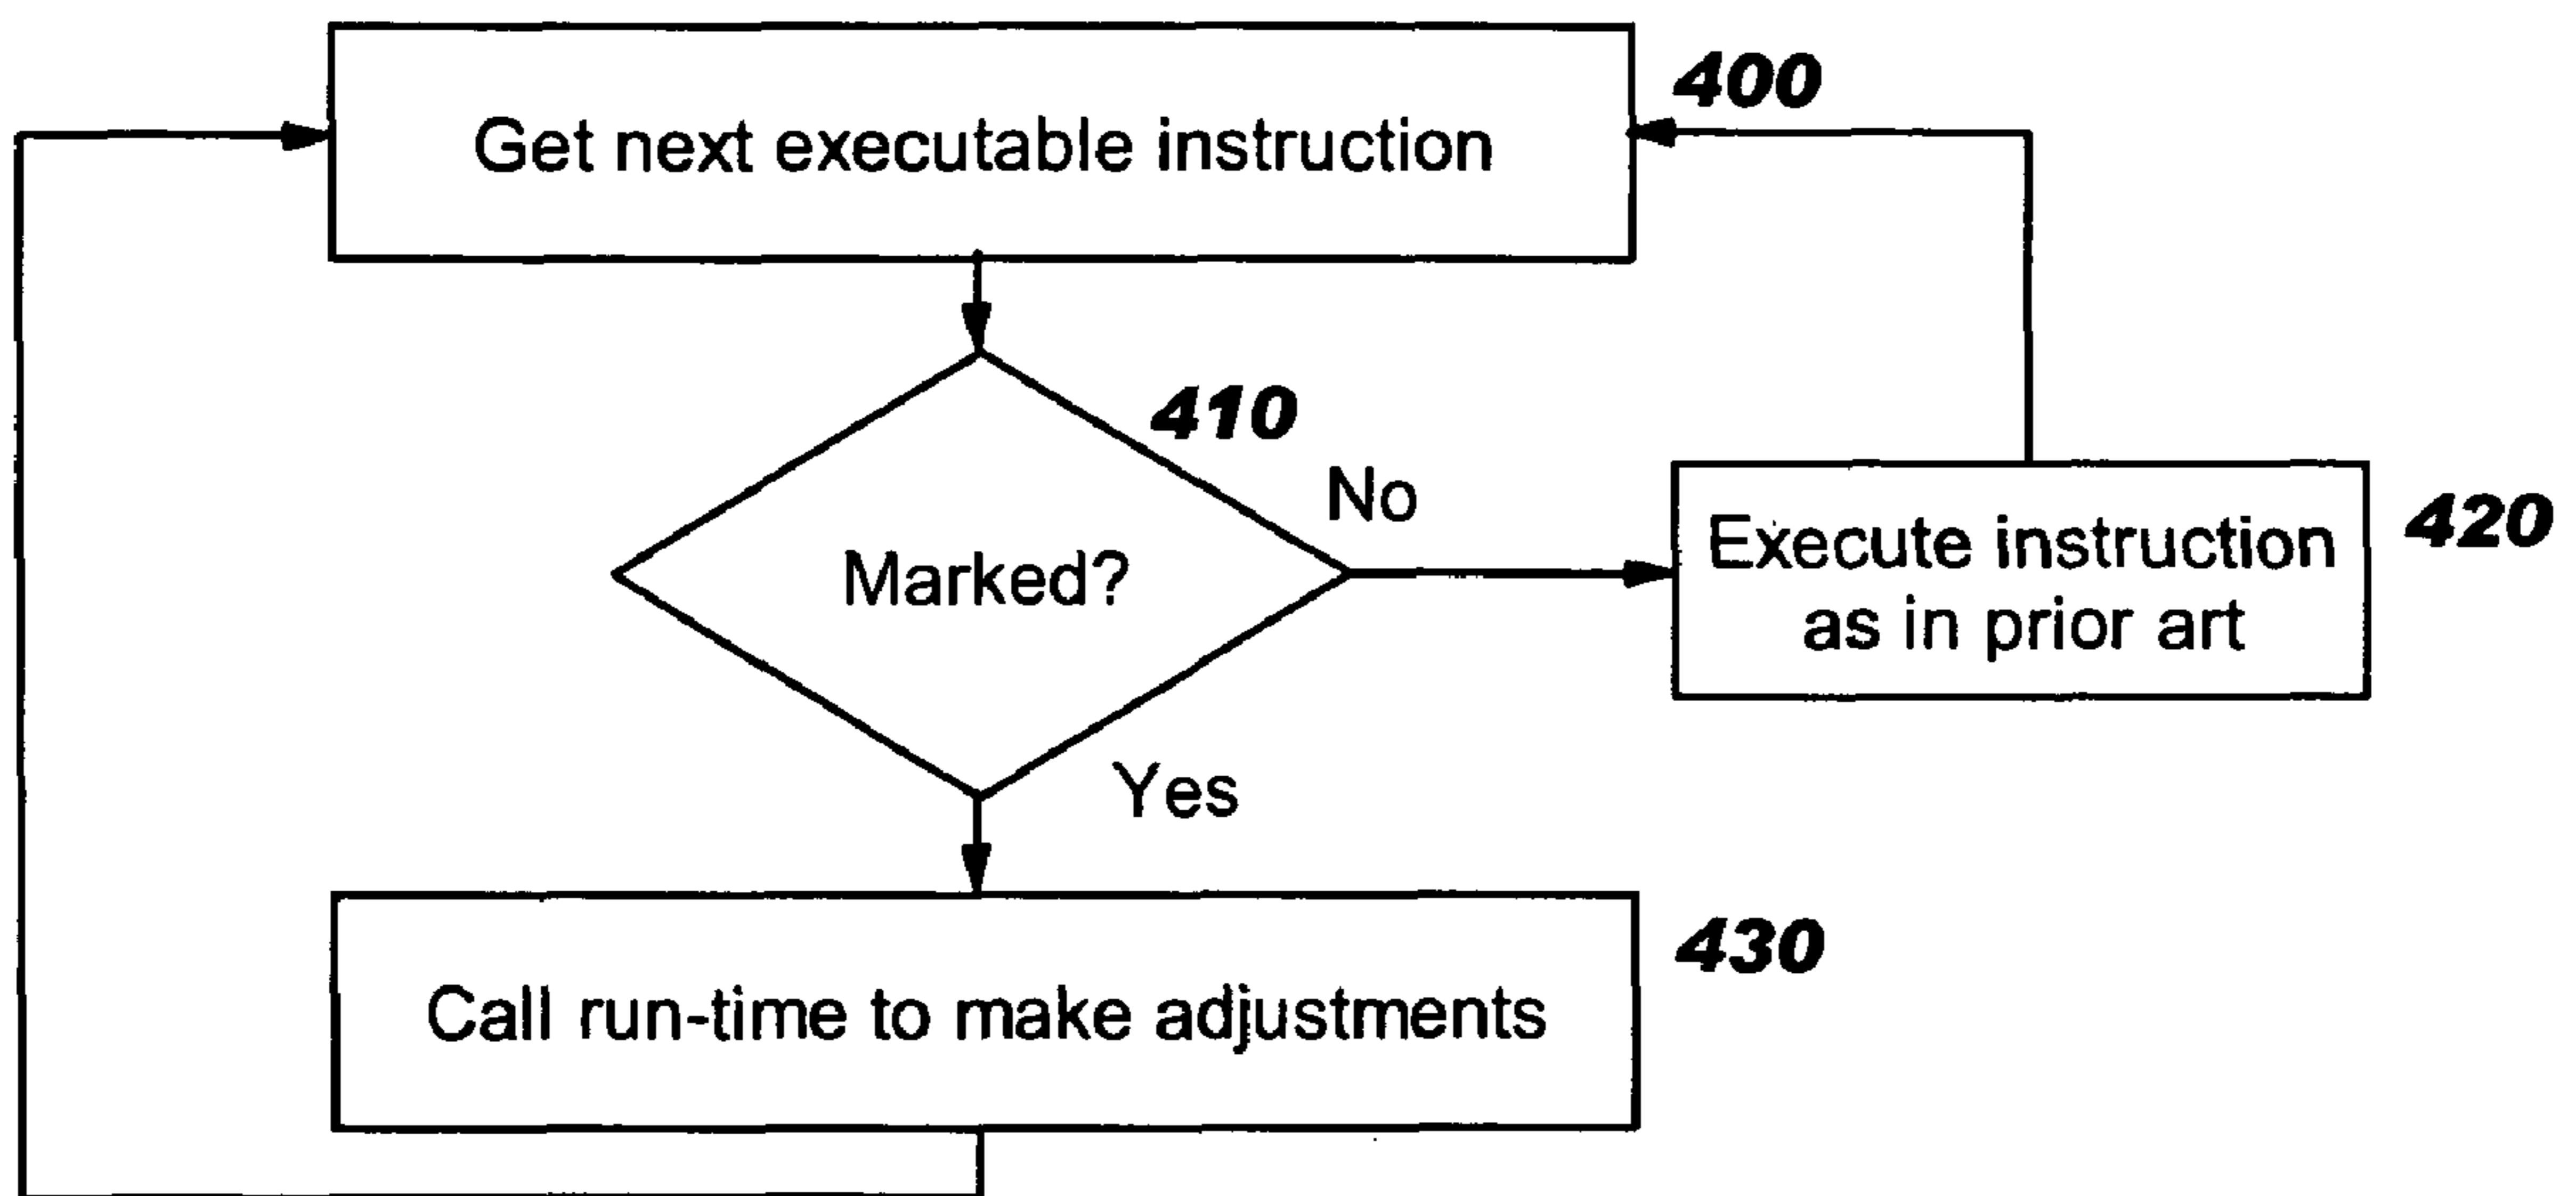 400
Get next executable instruction
410
No
Marked?
Execute instruction
as in prior art
420
Yes
430
Call run-time to make adjustments